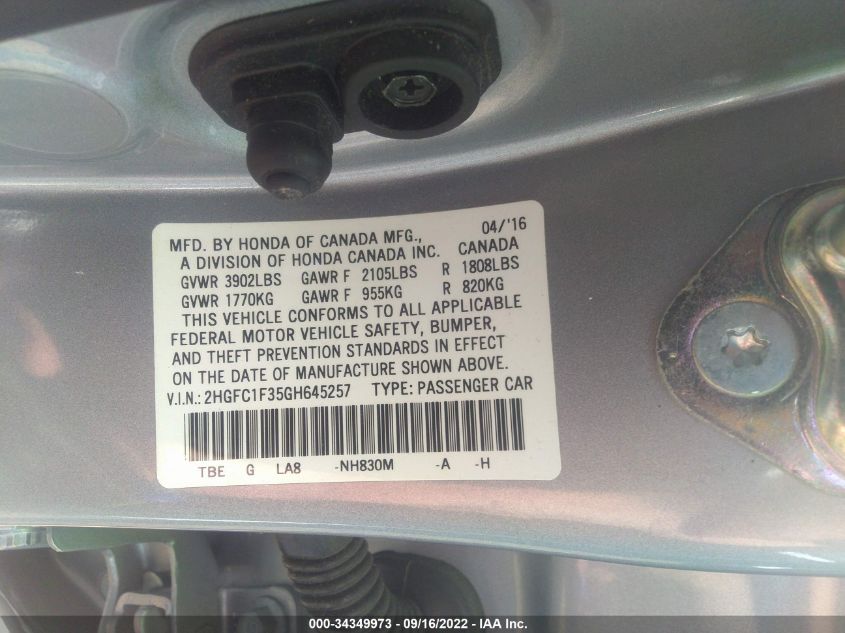 MFD. BY HONDA OF CANADA MFG., 04/'16
A DIVISION OF HONDA CANADA INC. CANADA
GVWR 3902LBS GAWR F 2105LBS R 1808LBS
GVWR 1770KG GAWR F 955KG R 820KG
THIS VEHICLE CONFORMS TO ALL APPLICABLE
FEDERAL MOTOR VEHICLE SAFETY, BUMPER,
AND THEFT PREVENTION STANDARDS IN EFFECT
ON THE DATE OF MANUFACTURE SHOWN ABOVE.
V.I.N.: 2HGFC1F35GH645257 TYPE: PASSENGER CAR
TBE G LA8 -NH830M -A -H
000-34349973 - 09/16/2022 - IAA Inc.